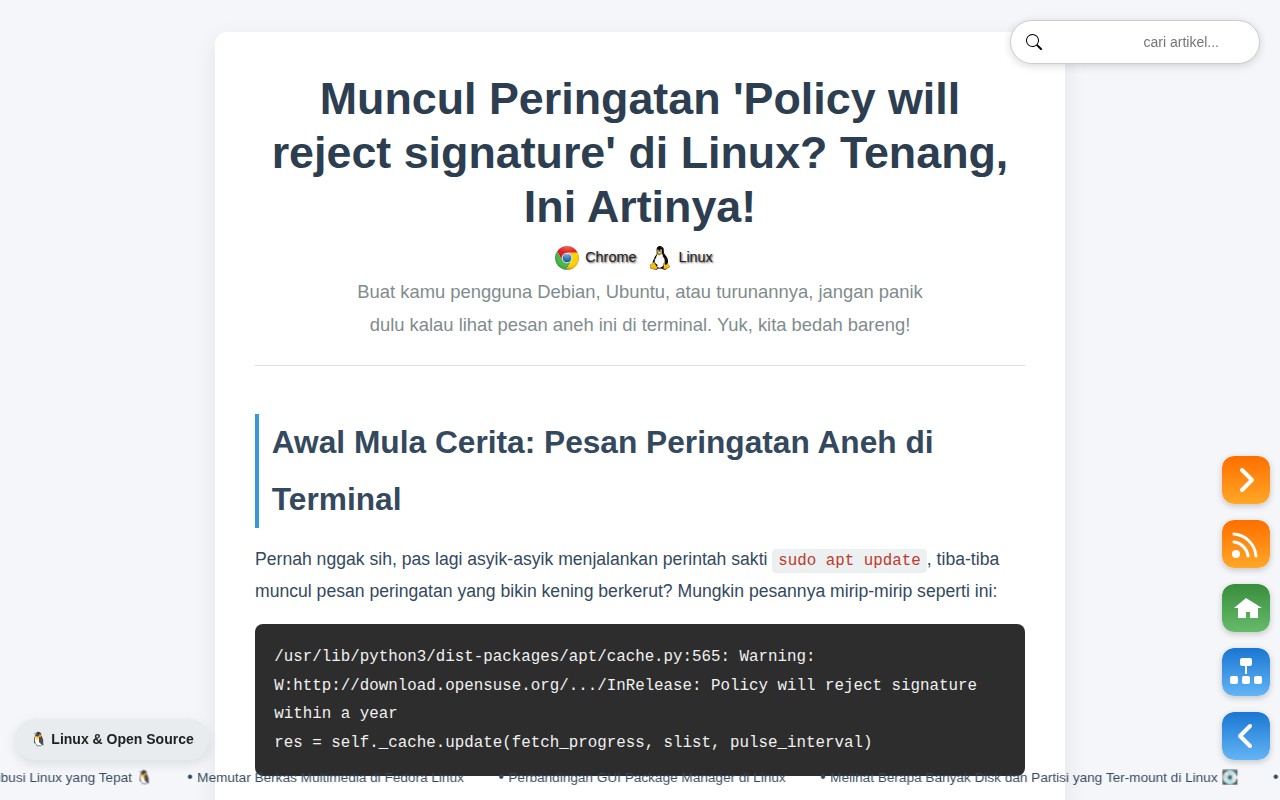 cari artikel...
Muncul Peringatan 'Policy will
reject signature' di Linux? Tenang,
Ini Artinya!
Chrome Linux
Buat kamu pengguna Debian, Ubuntu, atau turunannya, jangan panik
dulu kalau lihat pesan aneh ini di terminal. Yuk, kita bedah bareng!
Awal Mula Cerita: Pesan Peringatan Aneh di
Terminal
Pernah nggak sih, pas lagi asyik-asyik menjalankan perintah sakti sudo apt update, tiba-tiba
muncul pesan peringatan yang bikin kening berkerut? Mungkin pesannya mirip-mirip seperti ini:
/usr/lib/python3/dist-packages/apt/cache.py:565: Warning:
W:http://download.opensuse.org/.../InRelease: Policy will reject signature
within a year
res = self._cache.update(fetch_progress, slist, pulse_interval)
🐧 Linux & Open Source
busi Linux yang Tepat 🐧 • Memutar Berkas Multimedia di Fedora Linux • Perbandingan GUI Package Manager di Linux • Melihat Berapa Banyak Disk dan Partisi yang Ter-mount di Linux 💽 •